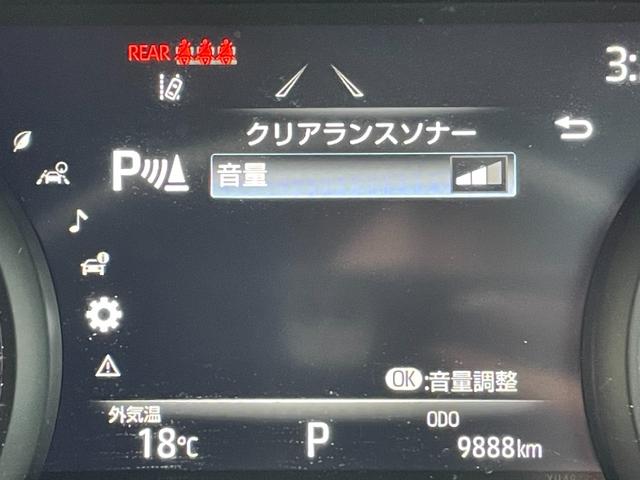 REAR
3:
クリアランスソナー
P
音量
OK :音量調整
外気温
18℃
P
ODO
9888km